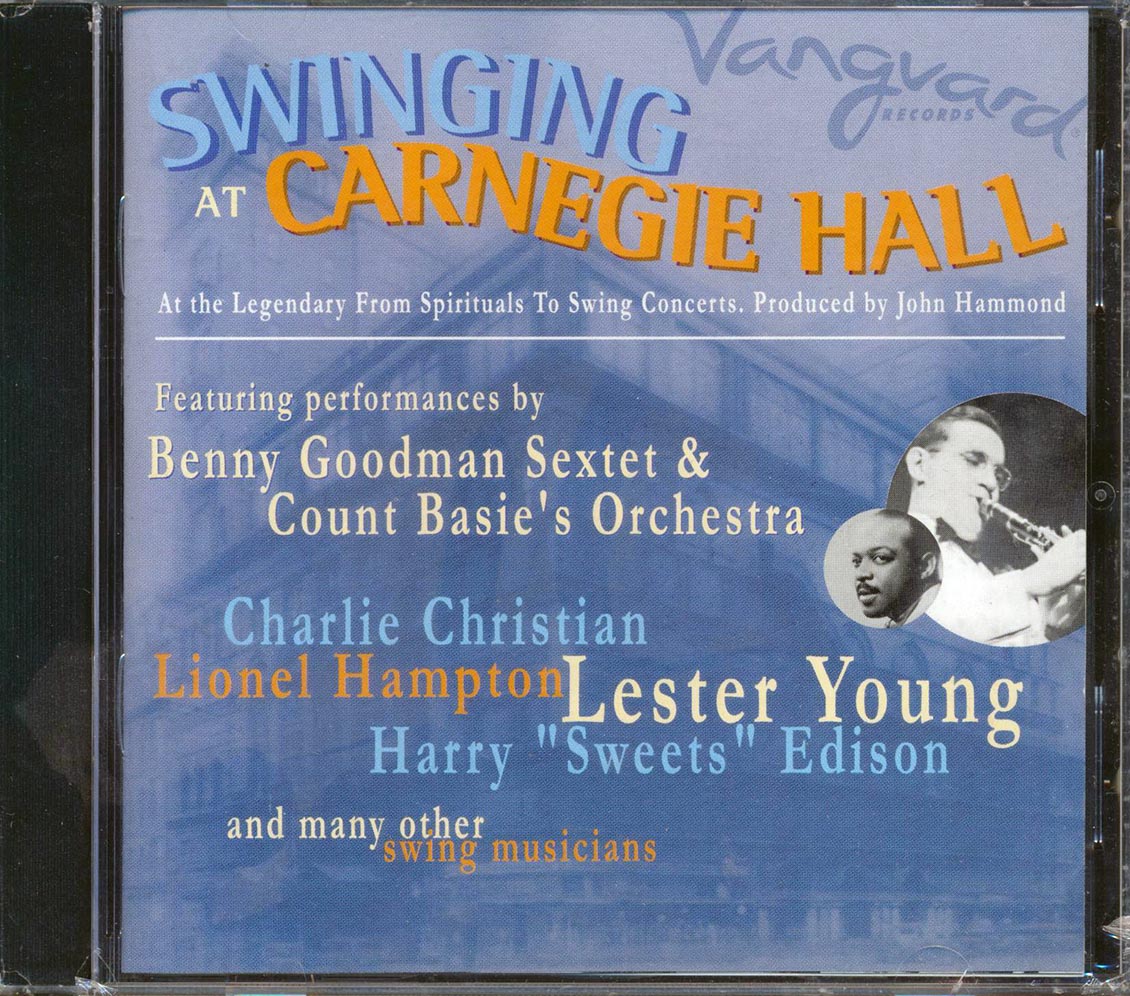 Vanguard
RECORDS
SWINGING
AT CARNEGIE HALL
At the Legendary From Spirituals To Swing Concerts. Produced by John Hammond
Featuring performances by
Benny Goodman Sextet &
Count Basie's Orchestra
Charlie Christian
Lionel Hampton
Lester Young
Harry "Sweets" Edison
and many other
swing musicians